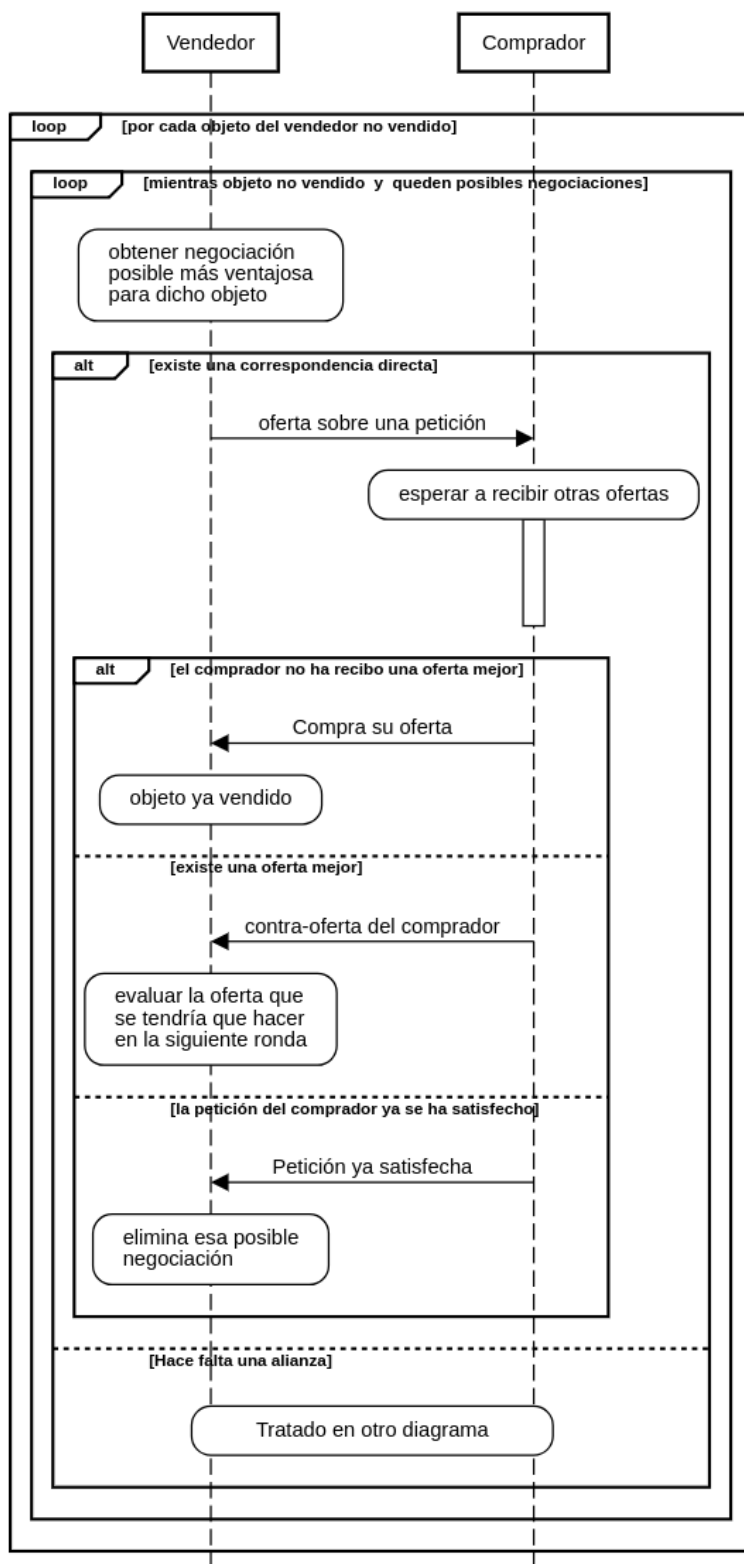 Vendedor
Comprador
loop
[por cada objeto del vendedor no vendido]
loop
[mientras objeto no vendido y queden posibles negociaciones]
obtener negociación
posible más ventajosa
para dicho objeto
alt
[existe una correspondencia directa]
oferta sobre una petición
esperar a recibir otras ofertas
alt
[el comprador no ha recibo una oferta mejor]
Compra su oferta
objeto ya vendido
[existe una oferta mejor]
contra-oferta del comprador
evaluar la oferta que
se tendría que hacer
en la siguiente ronda
[la petición del comprador ya se ha satisfecho]
Petición ya satisfecha
elimina esa posible
negociación
[Hace falta una alianza]
Tratado en otro diagrama